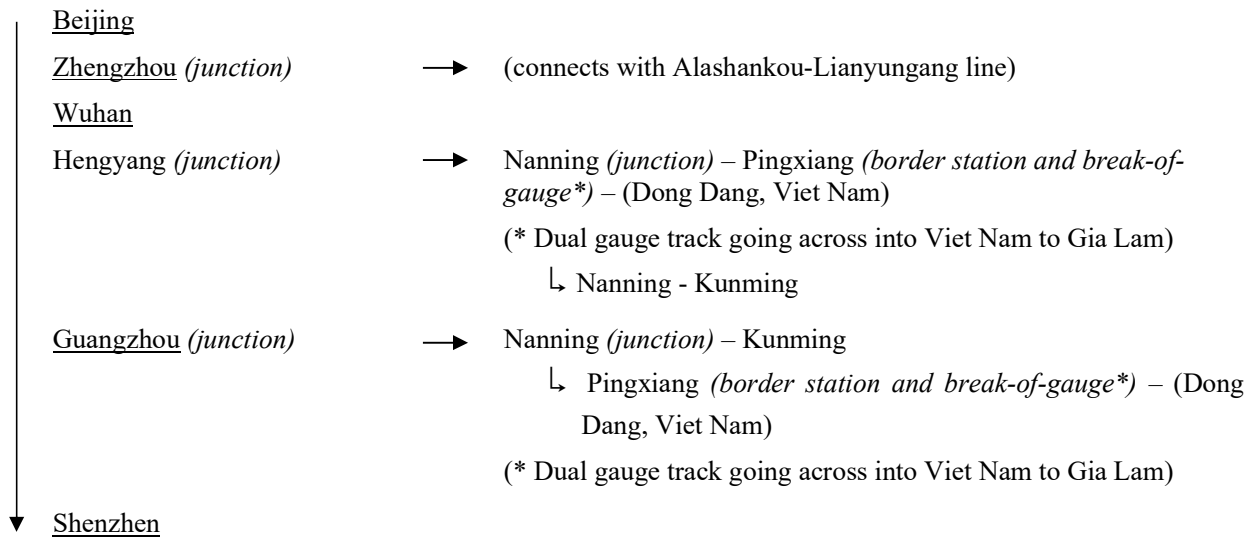 Beijing
Zhengzhou (junction) (connects with Alashankou-Lianyungang line)
Wuhan
Hengyang (junction) Nanning (junction) – Pingxiang (border station and break-of-
gauge*) – (Dong Dang, Viet Nam)
(* Dual gauge track going across into Viet Nam to Gia Lam)
Nanning - Kunming
Guangzhou (junction) Nanning (junction) – Kunming
Pingxiang (border station and break-of-gauge*) – (Dong
Dang, Viet Nam)
(* Dual gauge track going across into Viet Nam to Gia Lam)
Shenzhen